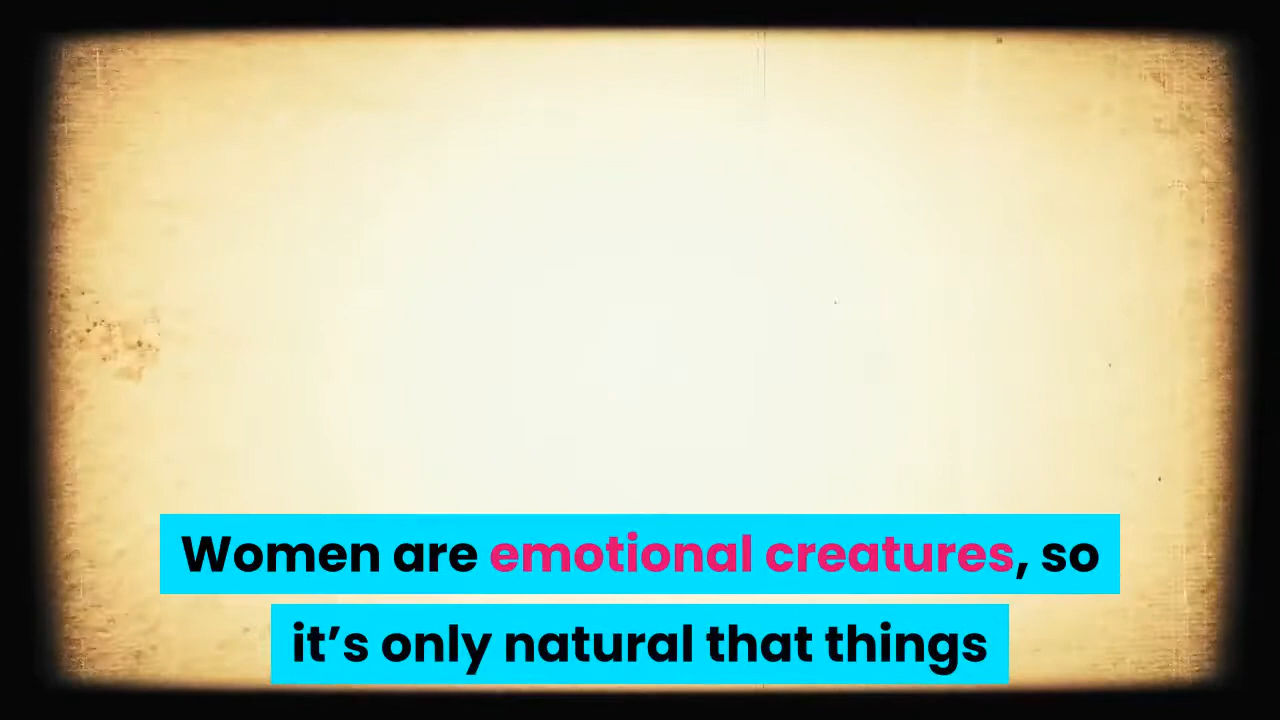 Women are emotional creatures, so
it’s only natural that things